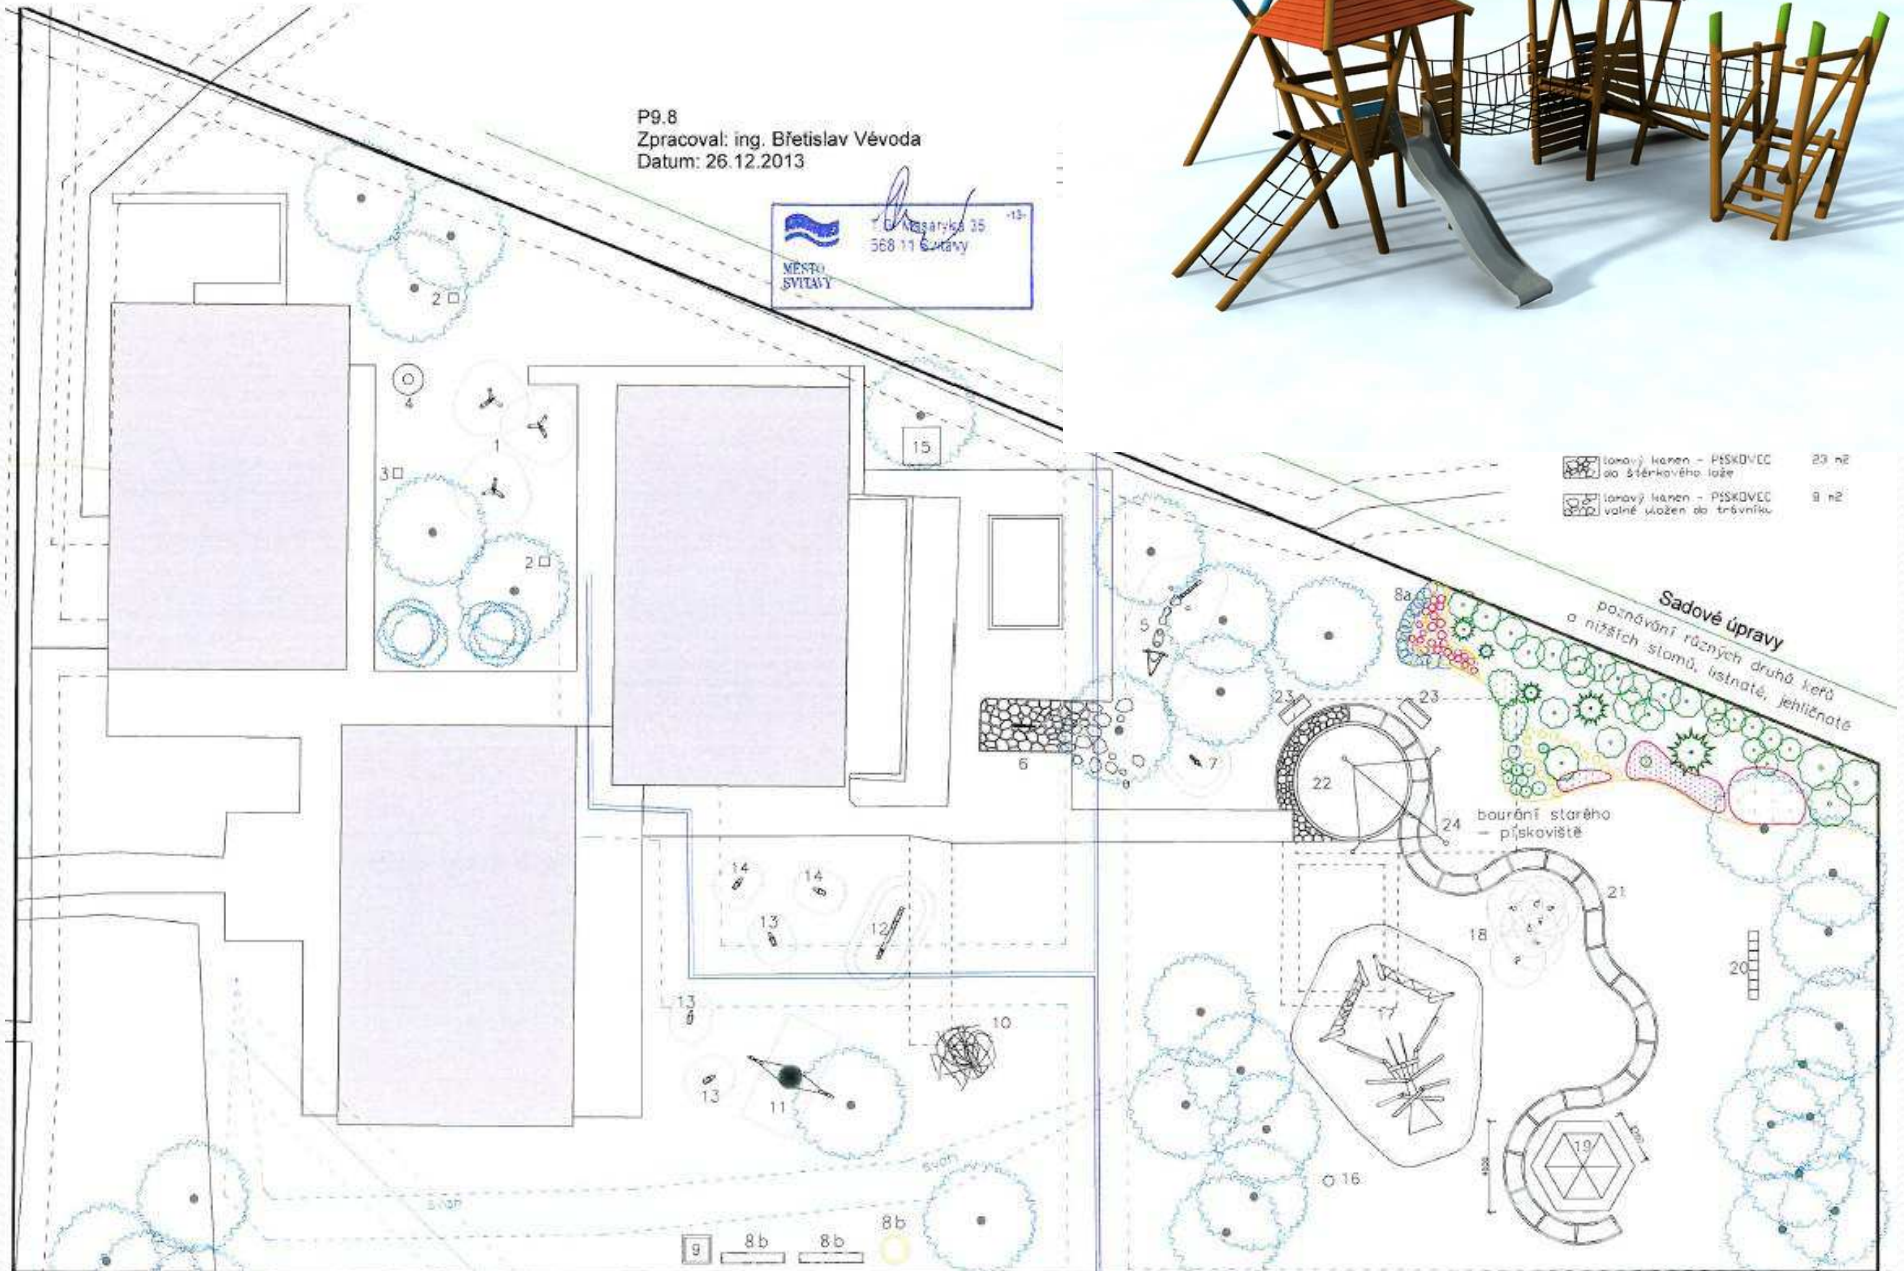 P9.8
Zpracoval: ing. Břetislav Vévoda
Datum: 26.12.2013
-13-
T. G. Masaryka 35
568 11 Svitavy
MĚSTO
SVITAVY
lomový kámen - PÍSKOVEC 23 m2
do štěrkového lože
lomový kámen - PÍSKOVEC 9 m2
volně uložen do trávníku
Sadové úpravy
poznávání různých druhů keřů
a nižších stomů, listnaté, jehličnaté
2
4
1
3
2
15
5
8a
23
23
6
7
22
24
bourání starého
- pískoviště
14
14
13
12
21
18
20
13
10
17
13
11
19
16
svah
svah
8b
9
8b
8b